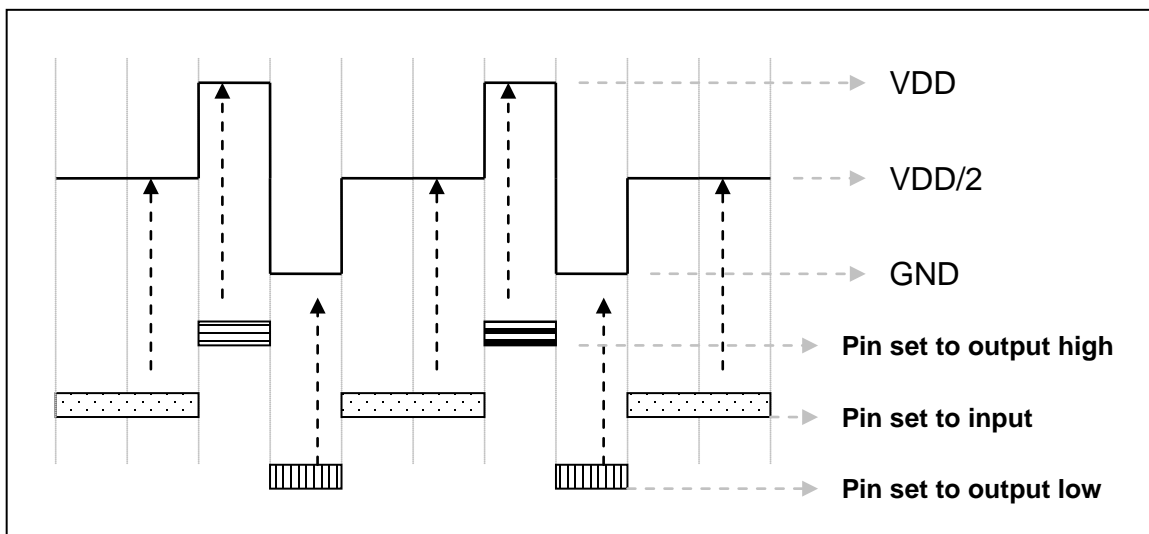 VDD
VDD/2
GND
Pin set to output high
Pin set to input
Pin set to output low